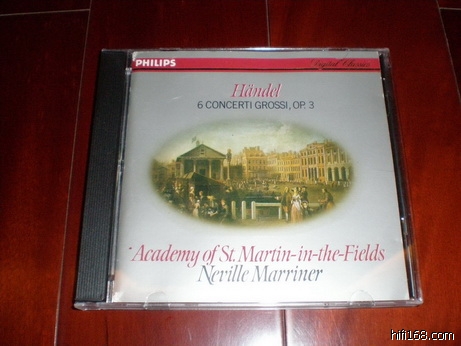 PHILIPS
Digital Classics
Händel
6 CONCERTI GROSSI, OP. 3
Academy of St. Martin-in-the-Fields
Neville Marriner
hifi168.com